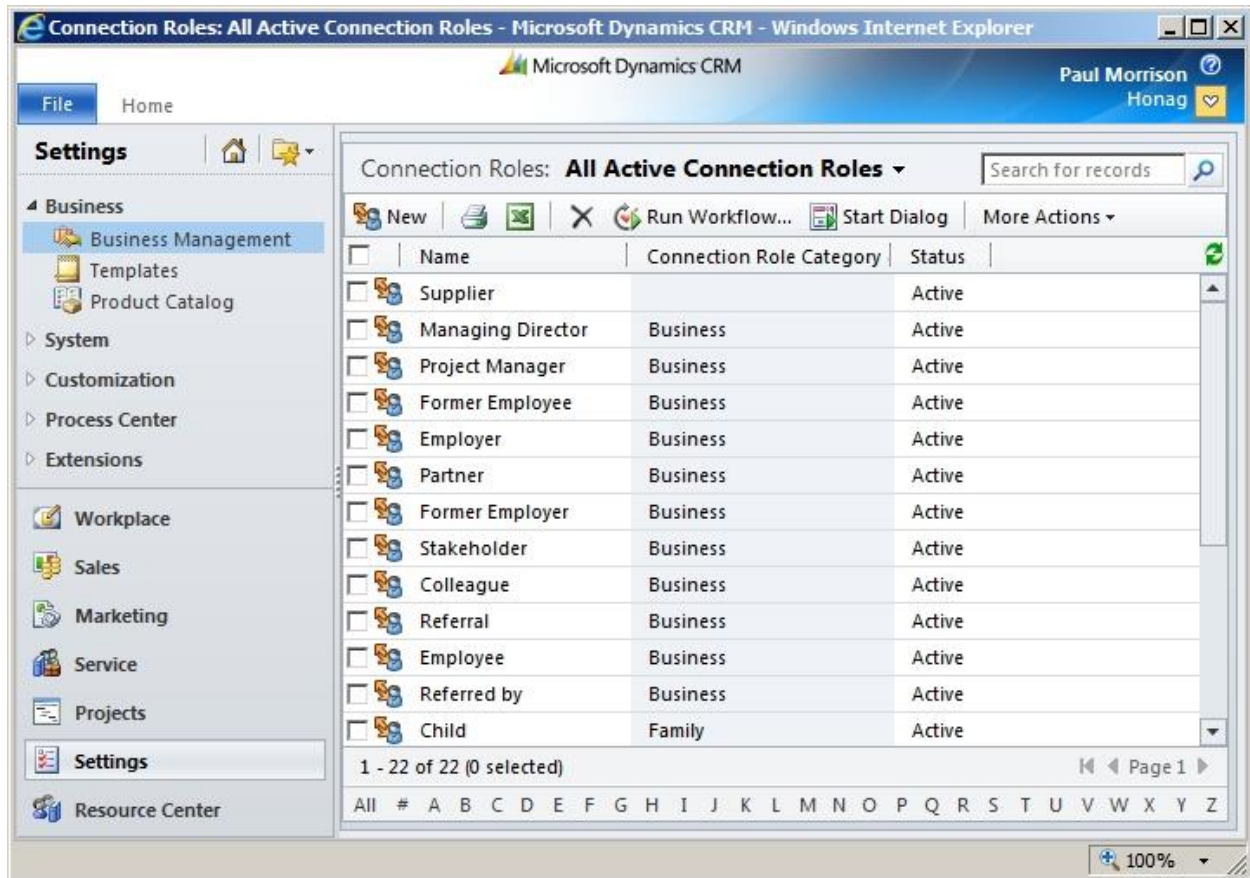 Connection Roles: All Active Connection Roles - Microsoft Dynamics CRM - Windows Internet Explorer
Microsoft Dynamics CRM
Paul Morrison
Honag
File Home
Settings
Business
Business Management
Templates
Product Catalog
System
Customization
Process Center
Extensions
Workplace
Sales
Marketing
Service
Projects
Settings
Resource Center
Connection Roles: All Active Connection Roles
Search for records
New Run Workflow... Start Dialog More Actions
Name Connection Role Category Status
Supplier Active
Managing Director Business Active
Project Manager Business Active
Former Employee Business Active
Employer Business Active
Partner Business Active
Former Employer Business Active
Stakeholder Business Active
Colleague Business Active
Referral Business Active
Employee Business Active
Referred by Business Active
Child Family Active
1 - 22 of 22 (0 selected) Page 1
All # A B C D E F G H I J K L M N O P Q R S T U V W X Y Z
100%